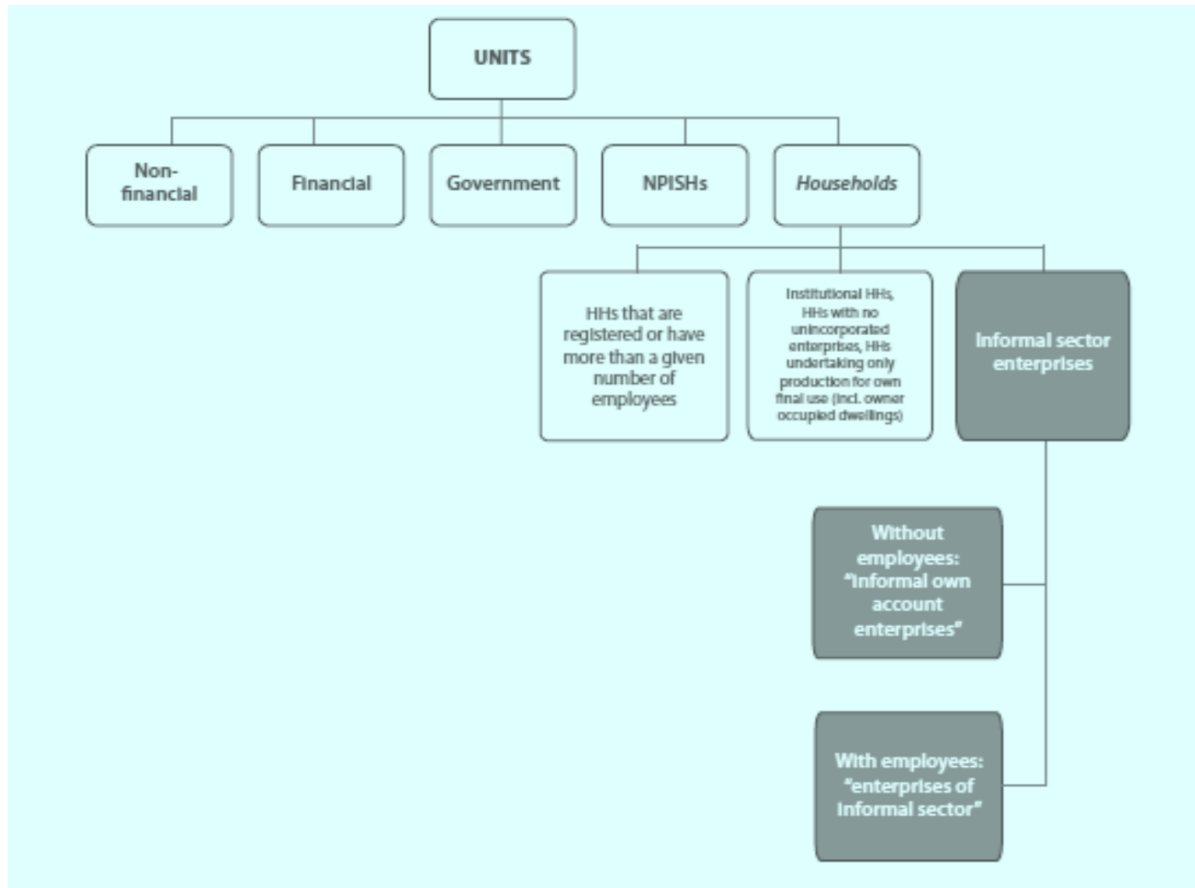 UNITS
Non-
financial
Financial
Government
NPISHs
Households
HHs that are
registered or have
more than a given
number of
employees
Institutional HHs,
HHs with no
unincorporated
enterprises, HHs
undertaking only
production for own
final use (incl. owner
occupied dwellings)
Informal sector
enterprises
Without
employees:
“Informal own
account
enterprises”
With employees:
“enterprises of
informal sector”